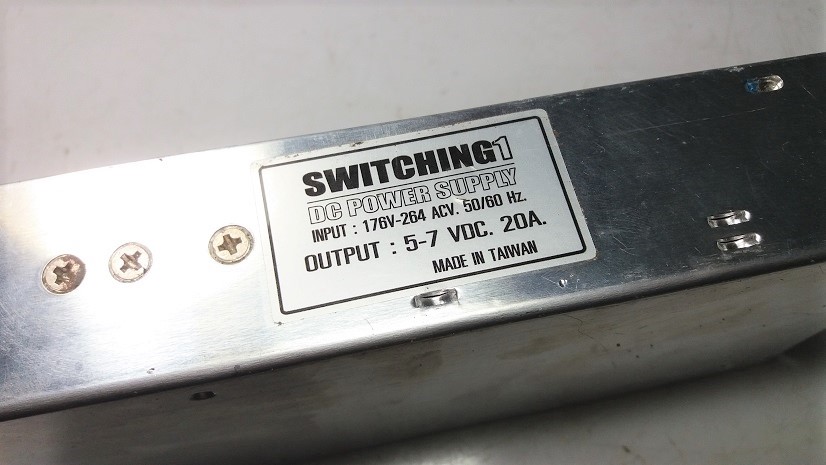 SWITCHING1
DC POWER SUPPLY
INPUT : 176V-264 ACV. 50/60 Hz.
OUTPUT : 5-7 VDC. 20A.
MADE IN TAIWAN